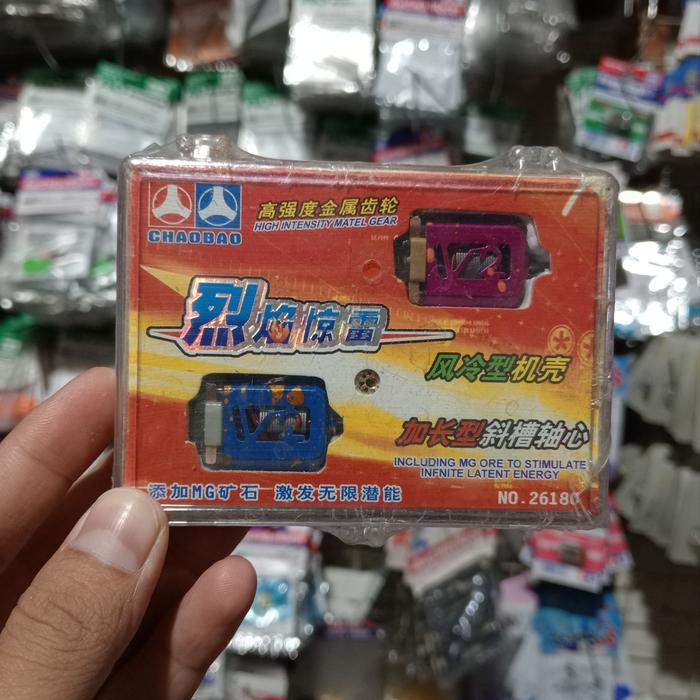 CHAOBAO
高强度金属齿轮
HIGH INTENSITY MATEL GEAR
烈焰惊雷
风冷型机壳
加长型斜槽轴心
INCLUDING MG ORE TO STIMULATE
INFNITE LATENT ENERGY
添加MG矿石 激发无限潜能
NO.26180